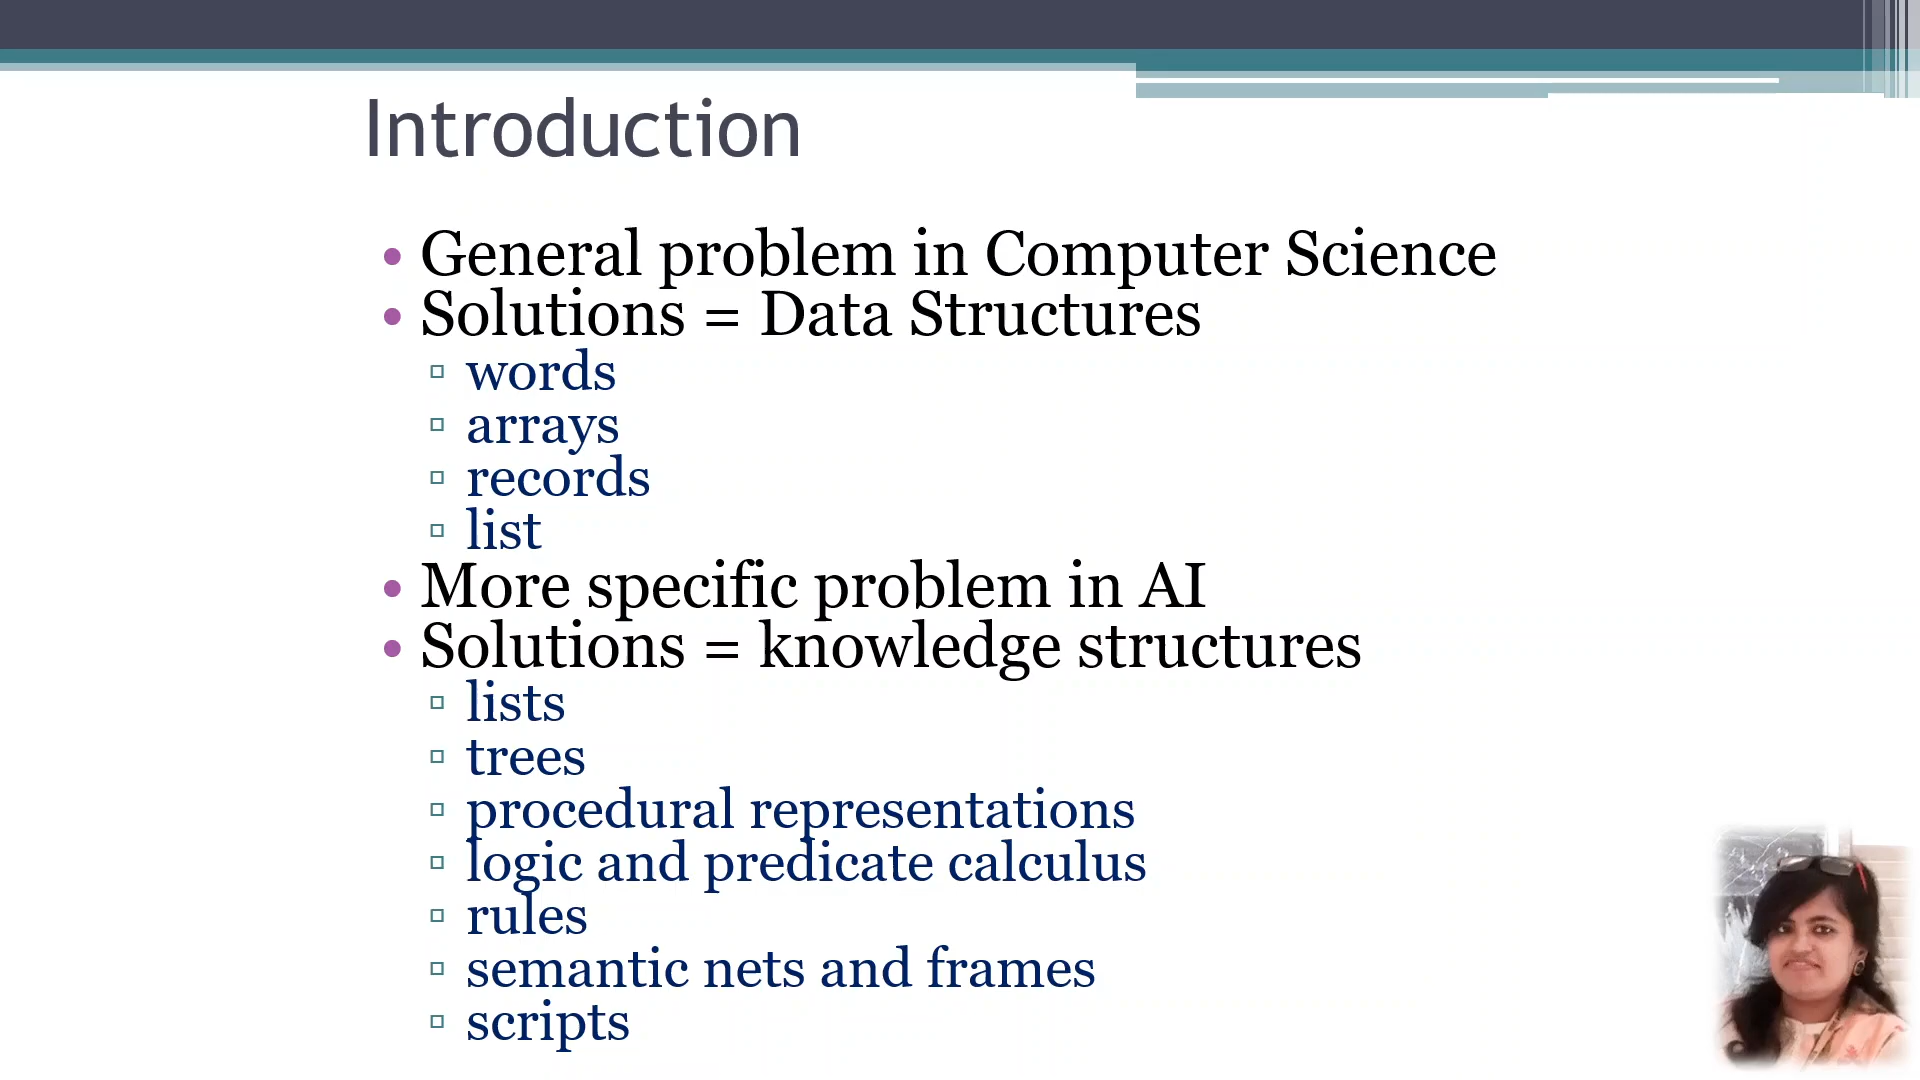 Introduction
• General problem in Computer Science
• Solutions = Data Structures
▫ words
▫ arrays
▫ records
▫ list
• More specific problem in AI
• Solutions = knowledge structures
▫ lists
▫ trees
▫ procedural representations
▫ logic and predicate calculus
▫ rules
▫ semantic nets and frames
▫ scripts